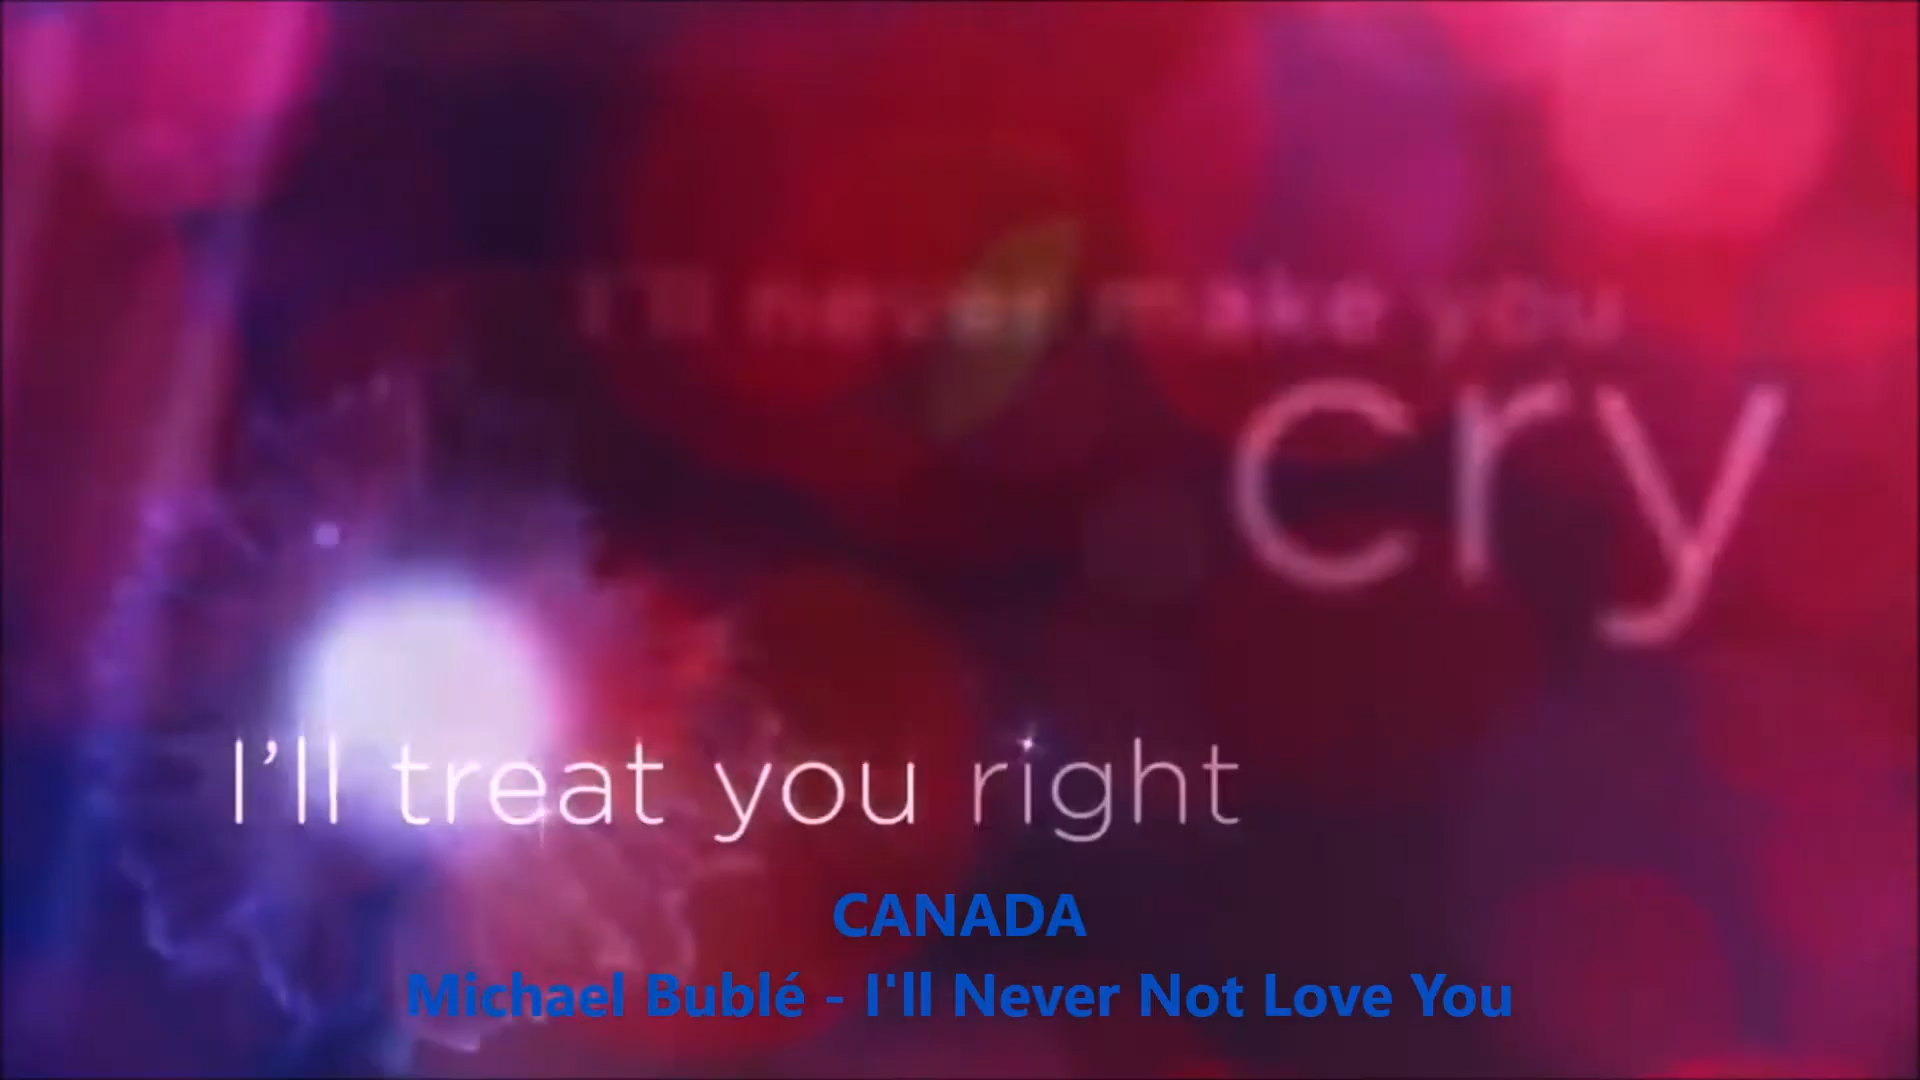 I'll never make you
cry
I’ll treat you right
CANADA
Michael Bublé - I'll Never Not Love You